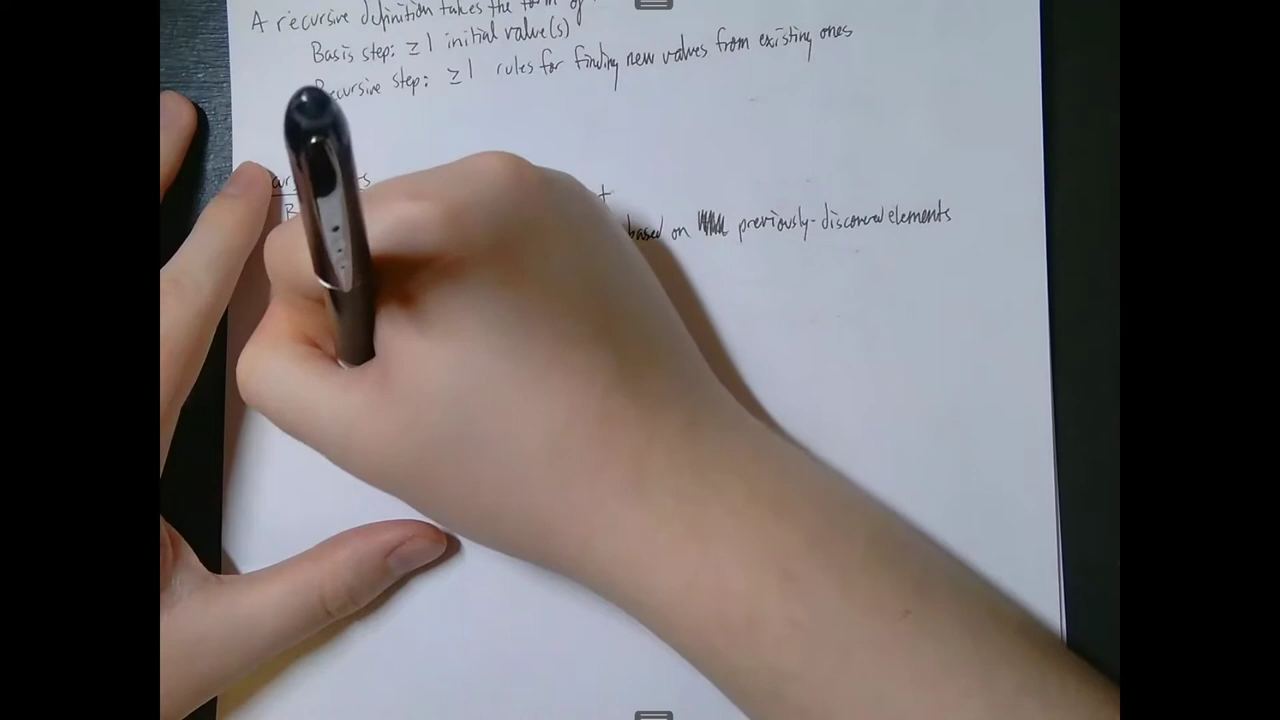 A recursive definition takes the form of
Basis step: ≥1 initial value(s)
Recursive step: ≥1 rules for finding new values from existing ones
based on previously-discovered elements